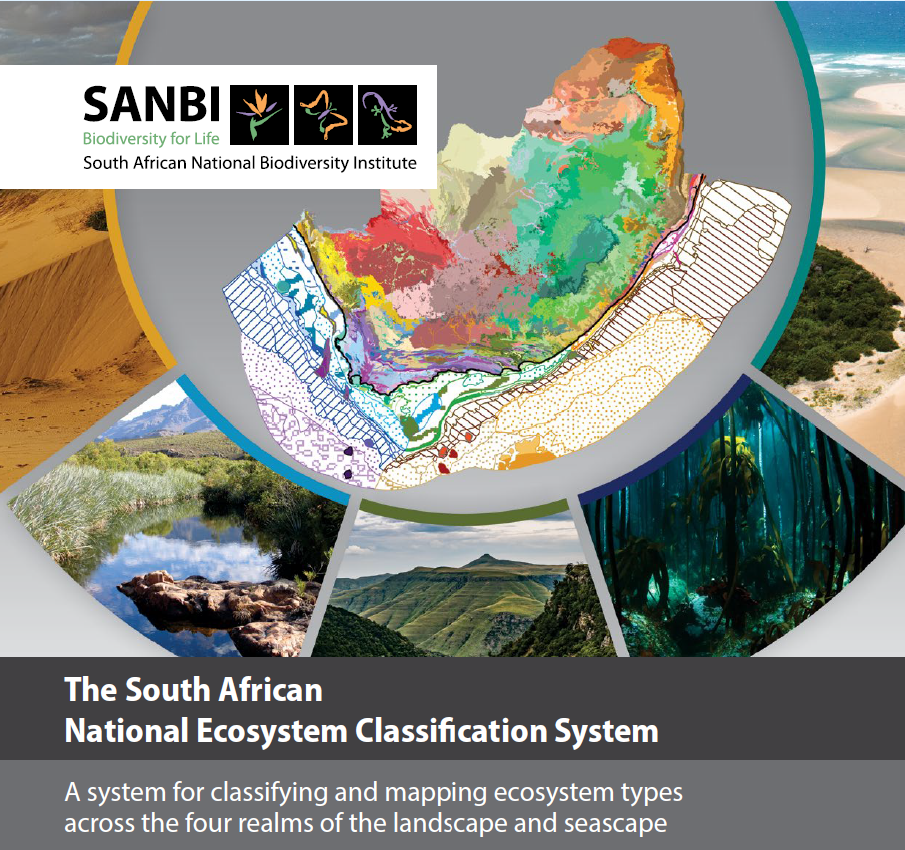 SANBI
Biodiversity for Life
South African National Biodiversity Institute
The South African
National Ecosystem Classification System
A system for classifying and mapping ecosystem types
across the four realms of the landscape and seascape